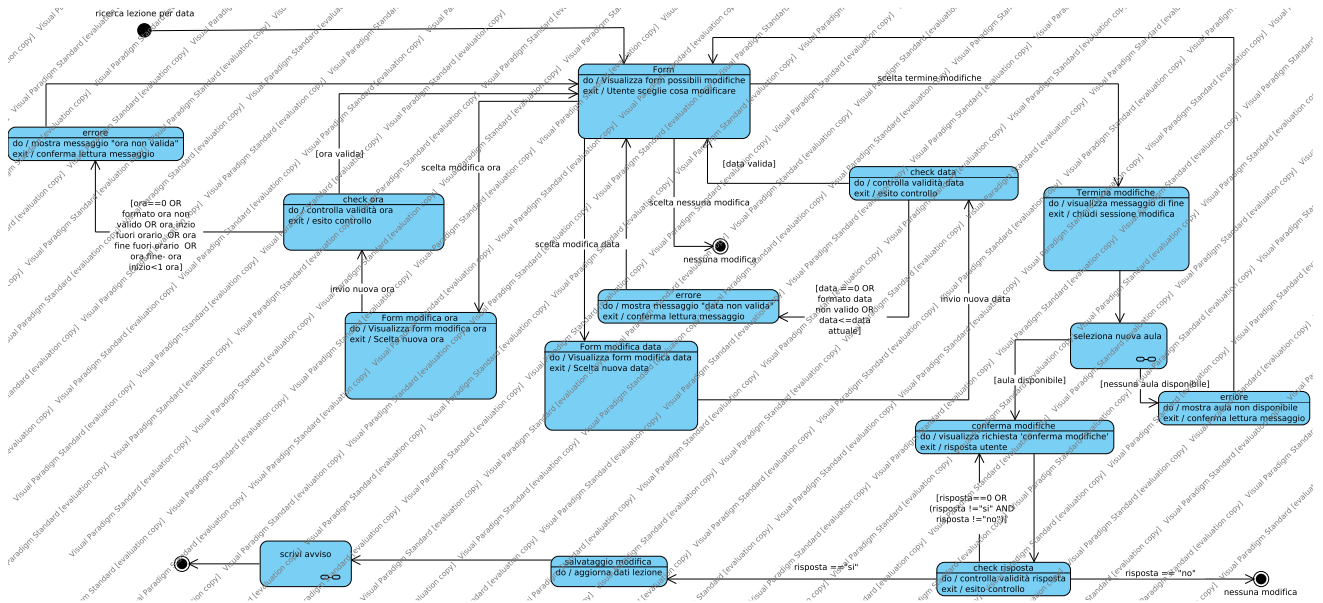 ricerca lezione per data
Form
do / Visualizza form possibili modifiche
exit / Utente sceglie cosa modificare
scelta termine modifiche
errore
do / mostra messaggio "ora non valida"
exit / conferma lettura messaggio
[ora valida]
scelta modifica ora
[data valida]
check data
do / controlla validità data
exit / esito controllo
Termina modifiche
do / visualizza messaggio di fine
exit / chiudi sessione modifica
check ora
do / controlla validità ora
exit / esito controllo
[ora==0 OR
formato ora non
valido OR ora inizio
fuori orario OR ora
fine fuori orario OR
ora fine- ora
inizio<1 ora]
scelta nessuna modifica
scelta modifica data
nessuna modifica
invio nuova ora
errore
do / mostra messaggio "data non valida"
exit / conferma lettura messaggio
[data ==0 OR
formato data
non valido OR
data<=data
attuale]
invio nuova data
Form modifica ora
do / Visualizza form modifica ora
exit / Scelta nuova ora
Form modifica data
do / Visualizza form modifica data
exit / Scelta nuova data
seleziona nuova aula
[aula disponibile]
[nessuna aula disponibile]
errore
do / mostra aula non disponibile
exit / conferma lettura messaggio
conferma modifiche
do / visualizza richiesta 'conferma modifiche'
exit / risposta utente
[risposta==0 OR
(risposta !="si" AND
risposta !="no")]
scrivi avviso
salvataggio modifica
do / aggiorna dati lezione
risposta =="si"
check risposta
do / controlla validità risposta
exit / esito controllo
risposta == "no"
nessuna modifica
Visual Paradigm Standard [evaluation copy]